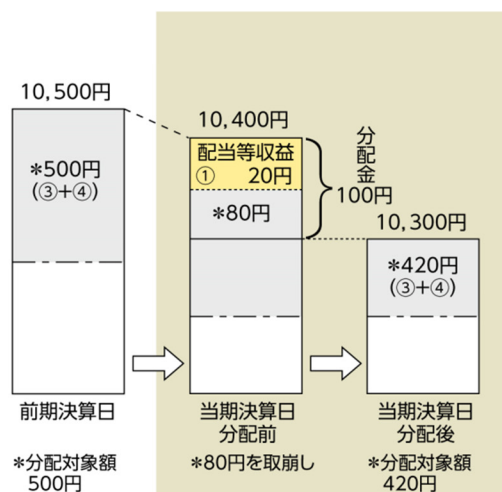 10,500円
*500円
(③+④)
前期決算日
*分配対象額
500円
10,400円
配当等収益
① 20円
*80円
分配金
100円
当期決算日
分配前
*80円を取崩し
10,300円
*420円
(③+④)
当期決算日
分配後
*分配対象額
420円